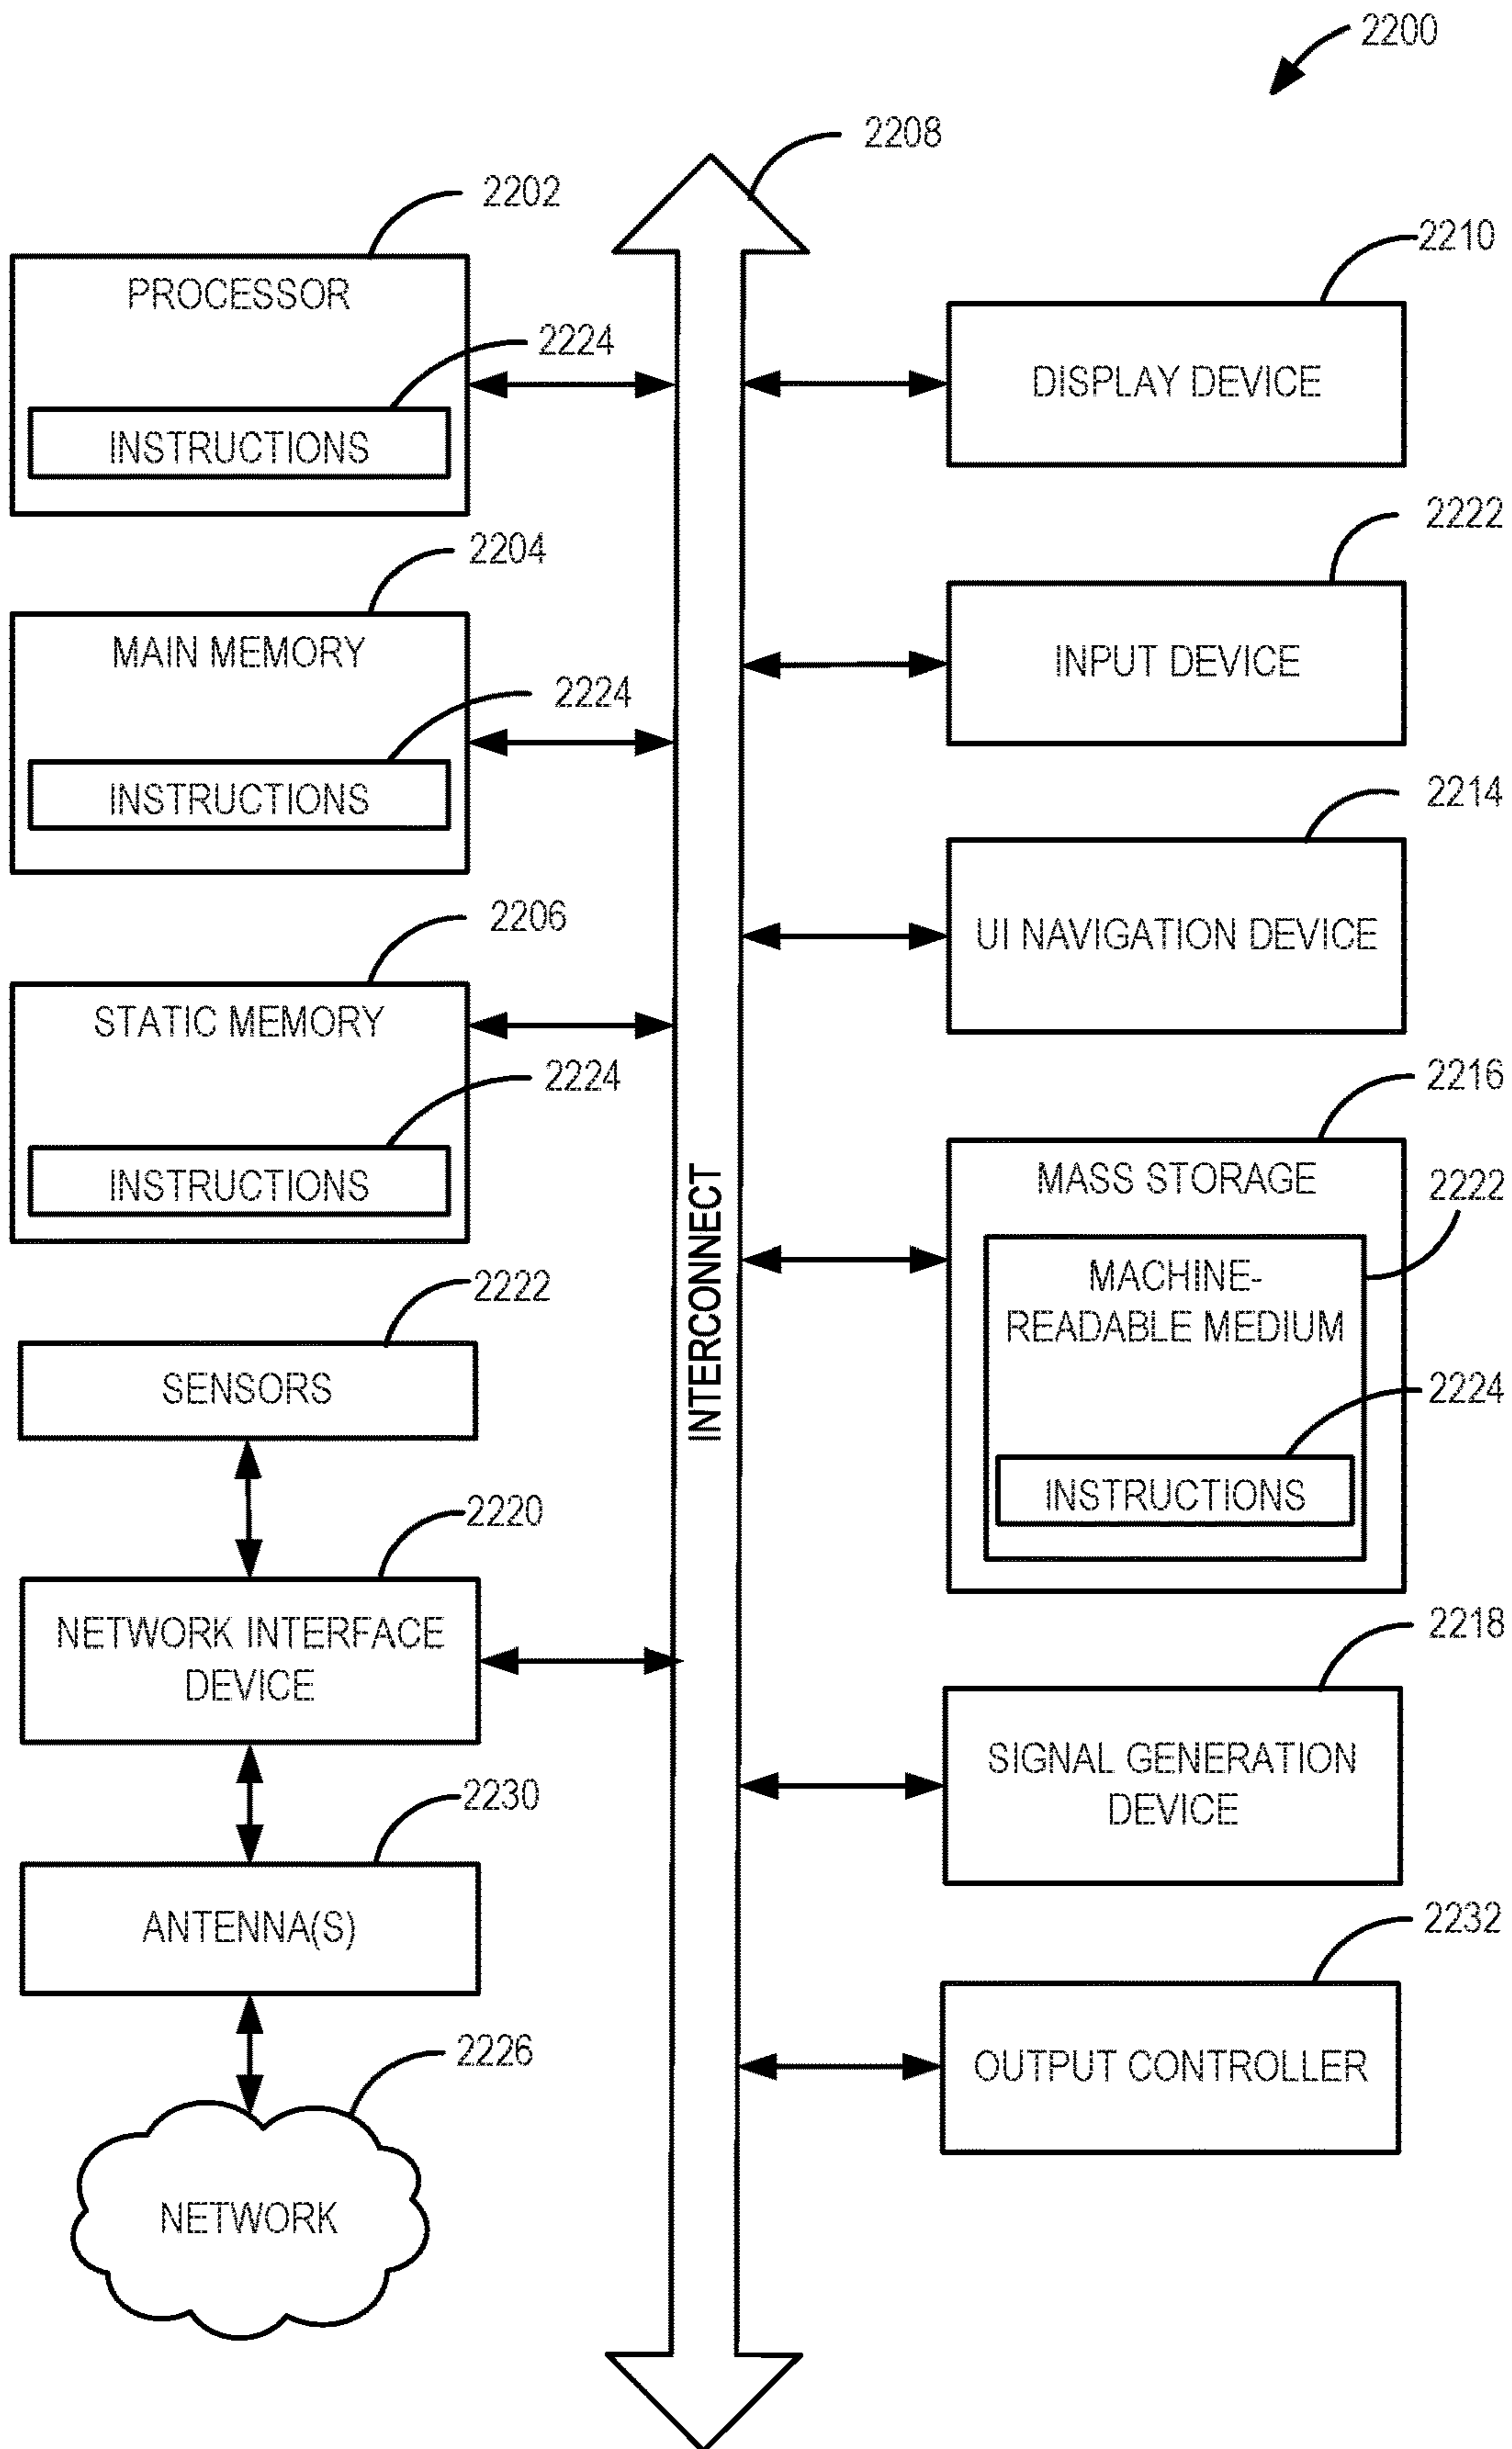 2200
2208
2202
PROCESSOR
2224
INSTRUCTIONS
2204
MAIN MEMORY
2224
INSTRUCTIONS
2206
STATIC MEMORY
2224
INSTRUCTIONS
2222
SENSORS
2220
NETWORK INTERFACE
DEVICE
2230
ANTENNA(S)
2226
NETWORK
INTERCONNECT
2210
DISPLAY DEVICE
2222
INPUT DEVICE
2214
UI NAVIGATION DEVICE
2216
MASS STORAGE
2222
MACHINE-
READABLE MEDIUM
2224
INSTRUCTIONS
2218
SIGNAL GENERATION
DEVICE
2232
OUTPUT CONTROLLER